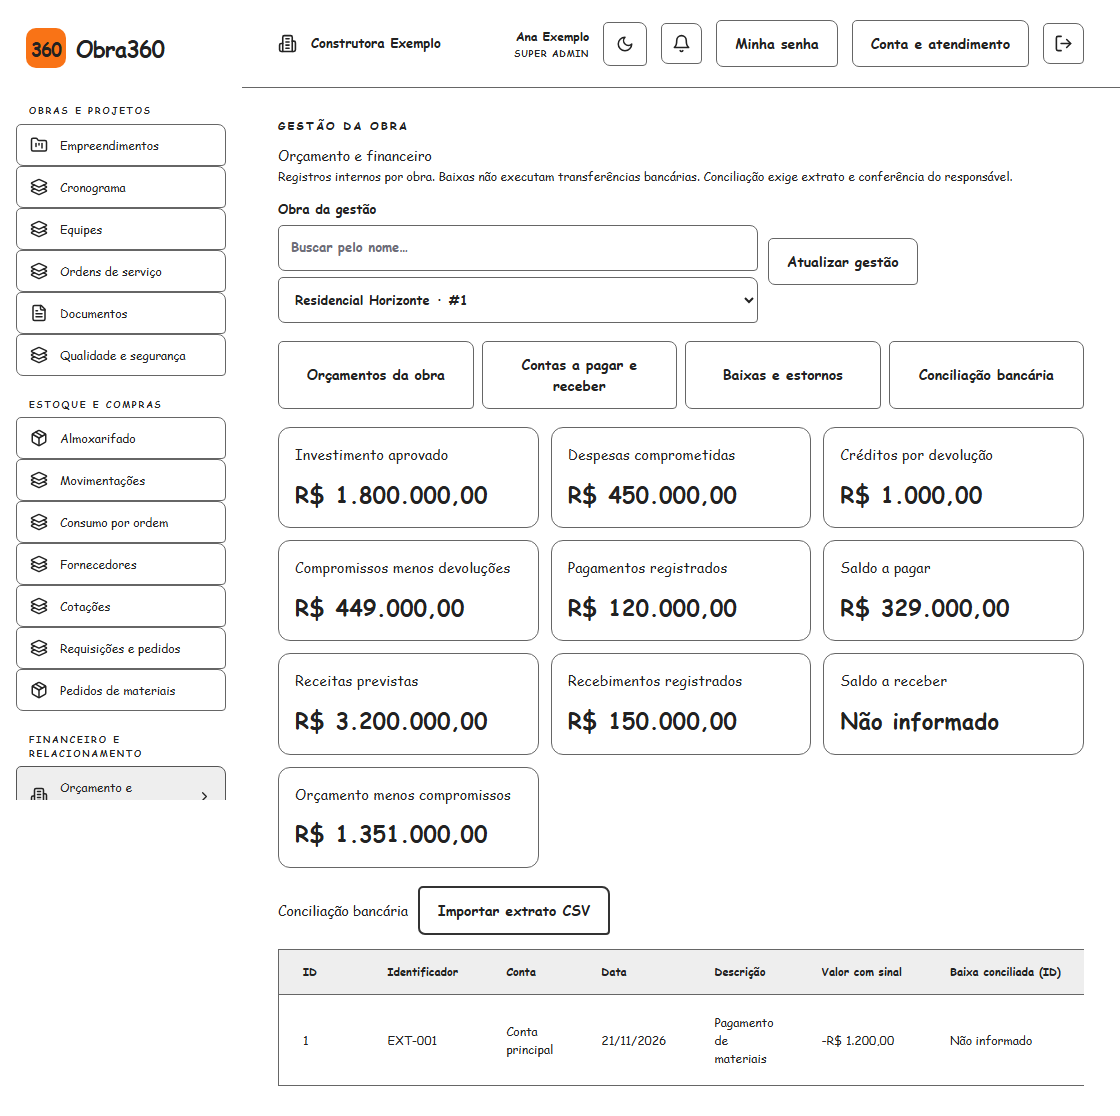 360 Obra360
OBRAS E PROJETOS
Empreendimentos
Cronograma
Equipes
Ordens de serviço
Documentos
Qualidade e segurança
ESTOQUE E COMPRAS
Almoxarifado
Movimentações
Consumo por ordem
Fornecedores
Cotações
Requisições e pedidos
Pedidos de materiais
FINANCEIRO E
RELACIONAMENTO
Orçamento e
Construtora Exemplo
Ana Exemplo
SUPER ADMIN
Minha senha
Conta e atendimento
GESTÃO DA OBRA
Orçamento e financeiro
Registros internos por obra. Baixas não executam transferências bancárias. Conciliação exige extrato e conferência do responsável.
Obra da gestão
Buscar pelo nome...
Atualizar gestão
Residencial Horizonte · #1
Orçamentos da obra
Contas a pagar e
receber
Baixas e estornos
Conciliação bancária
Investimento aprovado
R$ 1.800.000,00
Despesas comprometidas
R$ 450.000,00
Créditos por devolução
R$ 1.000,00
Compromissos menos devoluções
R$ 449.000,00
Pagamentos registrados
R$ 120.000,00
Saldo a pagar
R$ 329.000,00
Receitas previstas
R$ 3.200.000,00
Recebimentos registrados
R$ 150.000,00
Saldo a receber
Não informado
Orçamento menos compromissos
R$ 1.351.000,00
Conciliação bancária
Importar extrato CSV
ID Identificador Conta Data Descrição Valor com sinal Baixa conciliada (ID)
1 EXT-001 Conta principal 21/11/2026 Pagamento de materiais -R$ 1.200,00 Não informado